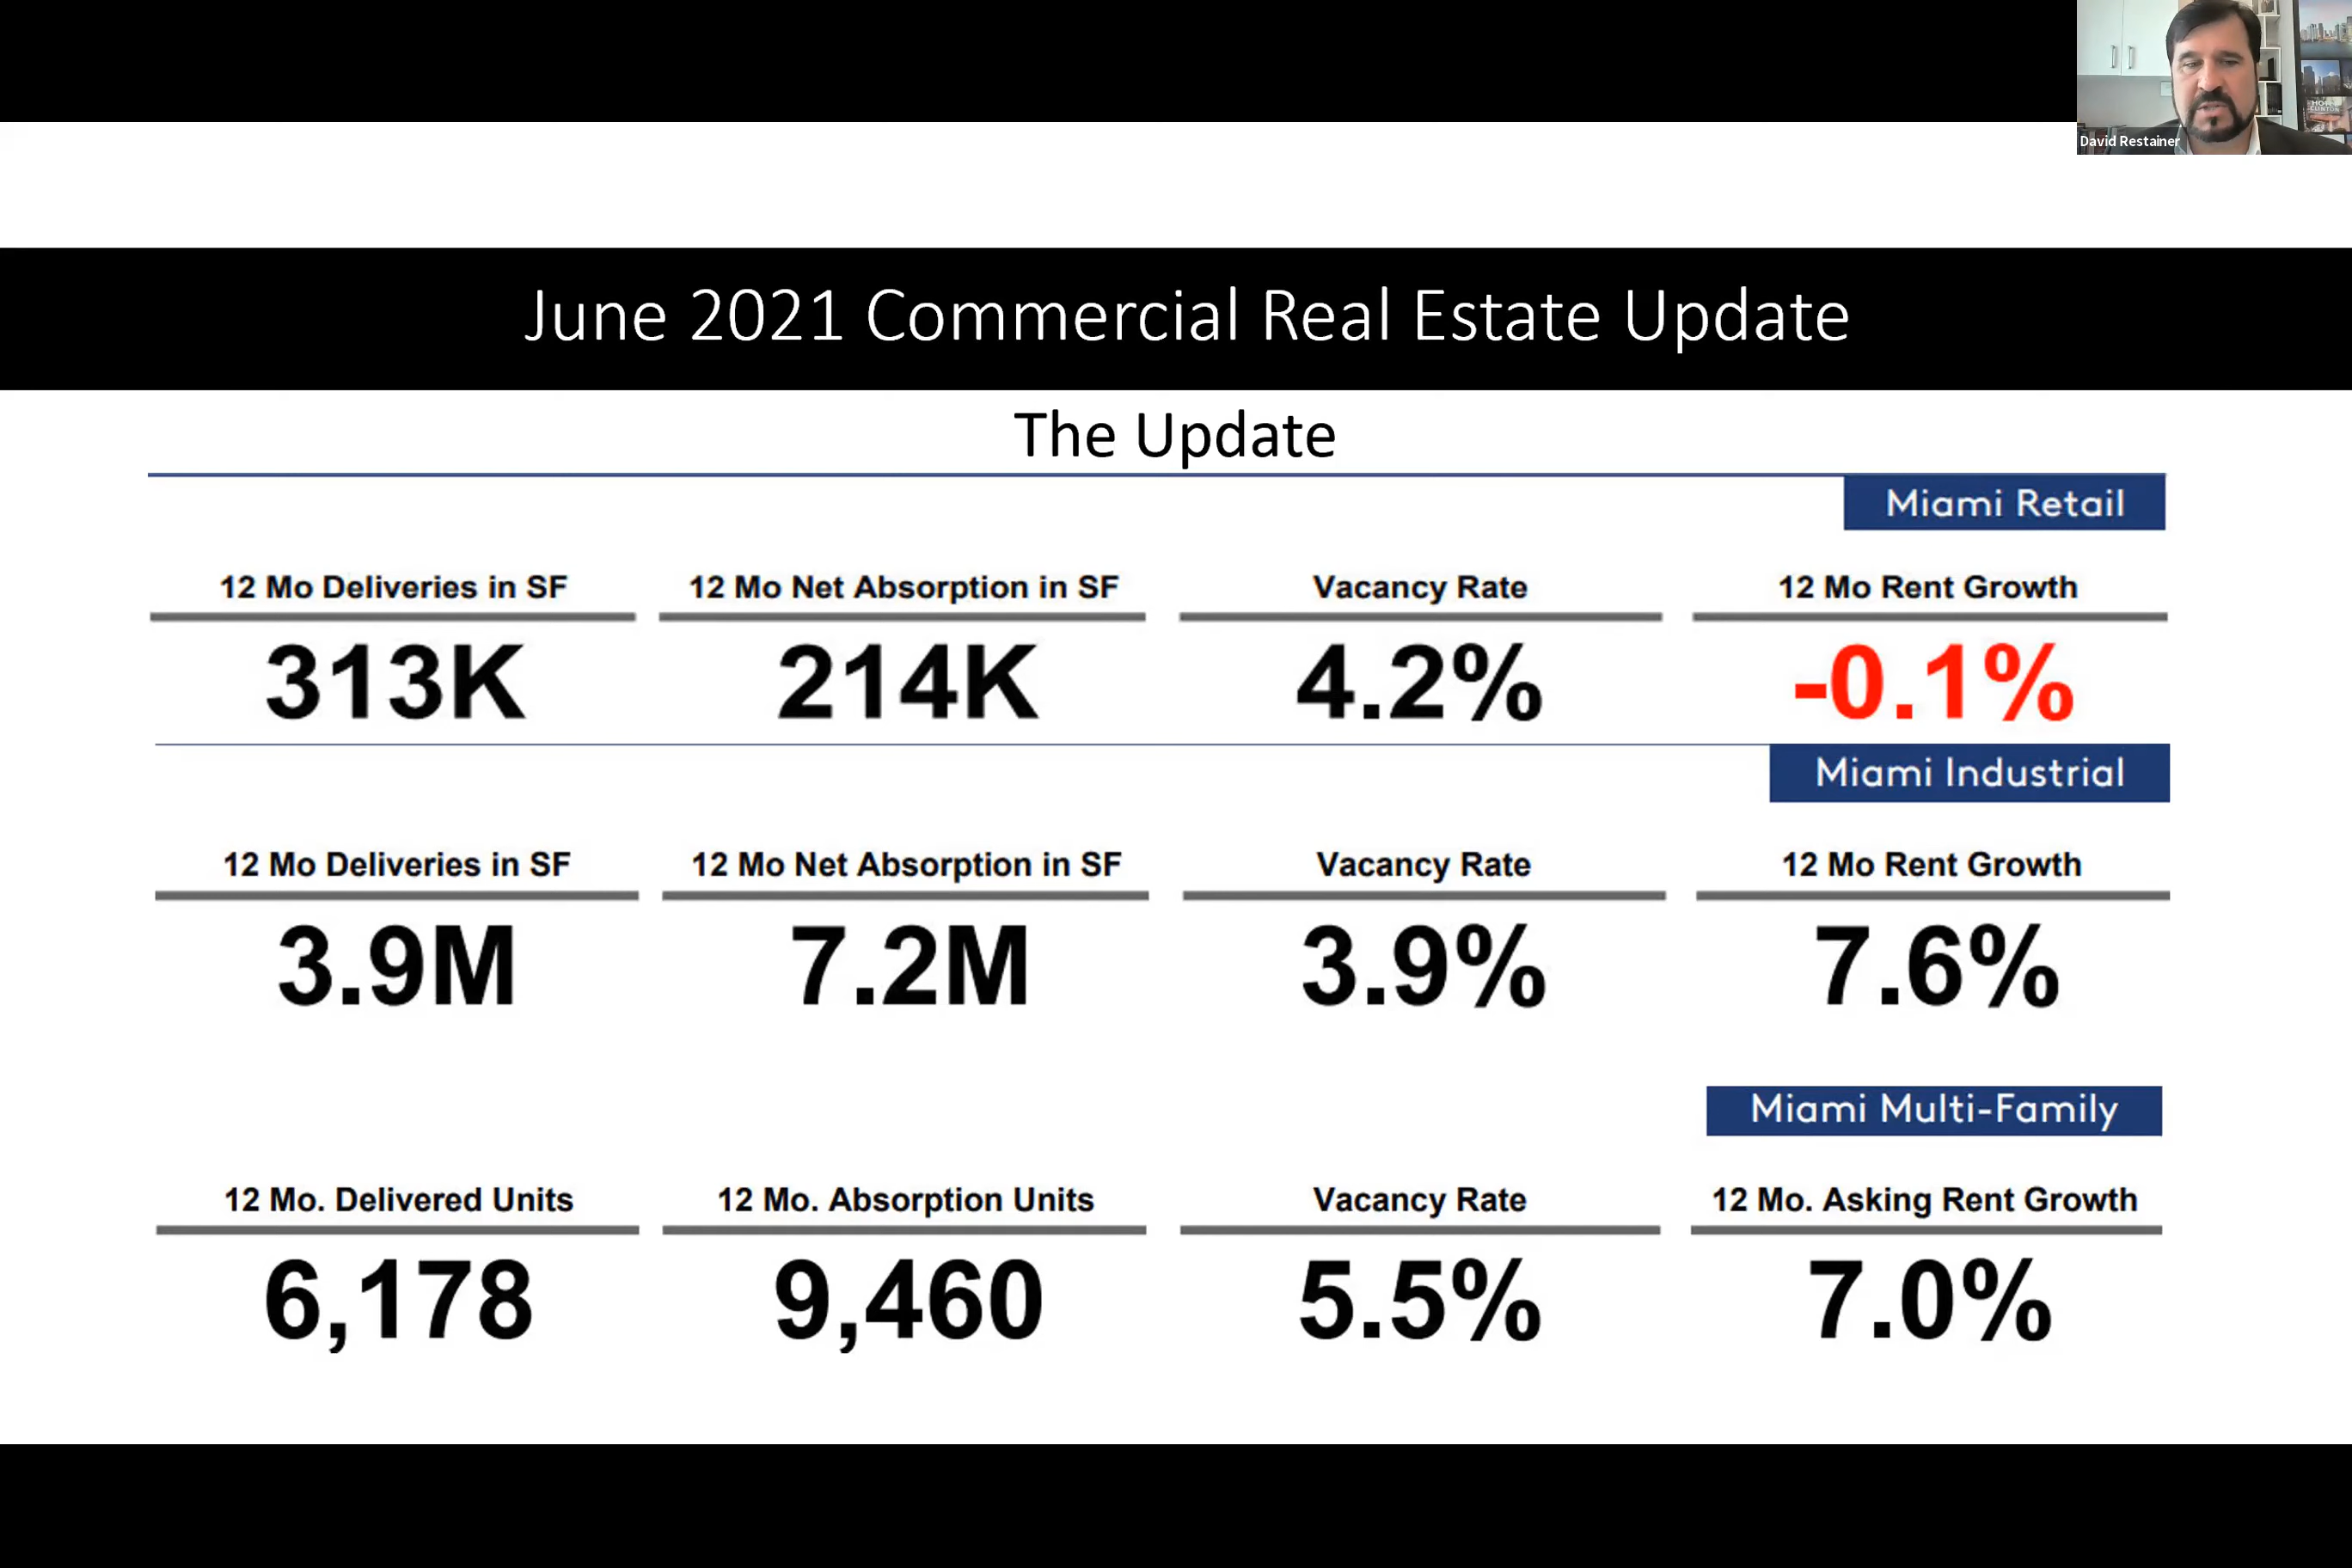 David Restainer
June 2021 Commercial Real Estate Update
The Update
Miami Retail
12 Mo Deliveries in SF 12 Mo Net Absorption in SF Vacancy Rate 12 Mo Rent Growth
313K 214K 4.2% -0.1%
Miami Industrial
12 Mo Deliveries in SF 12 Mo Net Absorption in SF Vacancy Rate 12 Mo Rent Growth
3.9M 7.2M 3.9% 7.6%
Miami Multi-Family
12 Mo. Delivered Units 12 Mo. Absorption Units Vacancy Rate 12 Mo. Asking Rent Growth
6,178 9,460 5.5% 7.0%